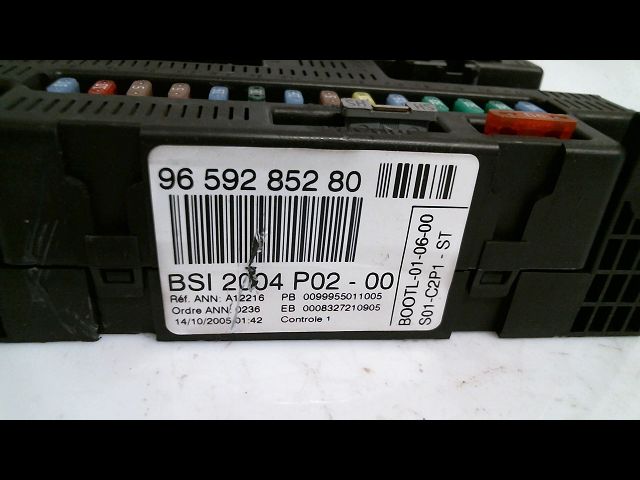 96 592 852 80
BSI 2004 P02 - 00
Réf. ANN: A12216 PB 0099955011005
Ordre ANN: 0236 EB 0008327210905
14/10/2005 01:42 Controle 1
BOOTL-01-06-00
S01-C2P1 - ST